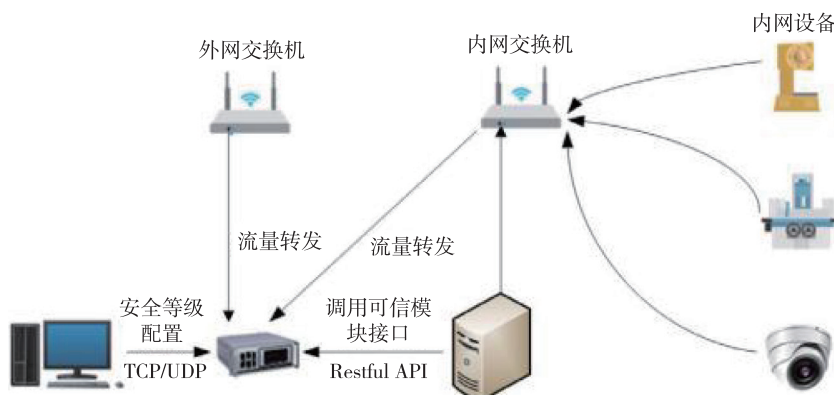 内网设备
外网交换机
内网交换机
流量转发
流量转发
安全等级
配置
TCP/UDP
调用可信模
块接口
Restful API